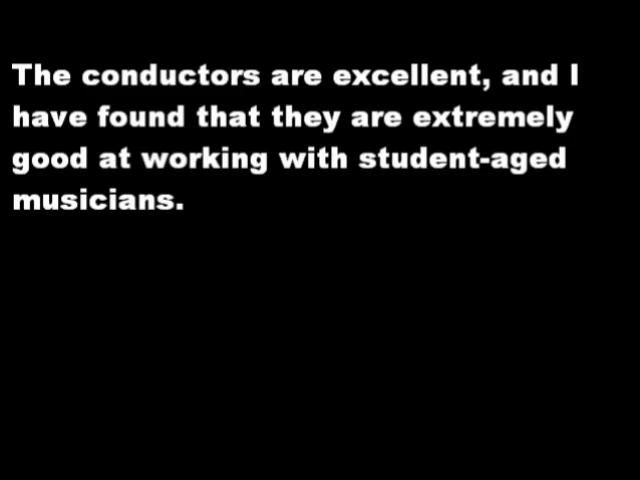 The conductors are excellent, and I
have found that they are extremely
good at working with student-aged
musicians.